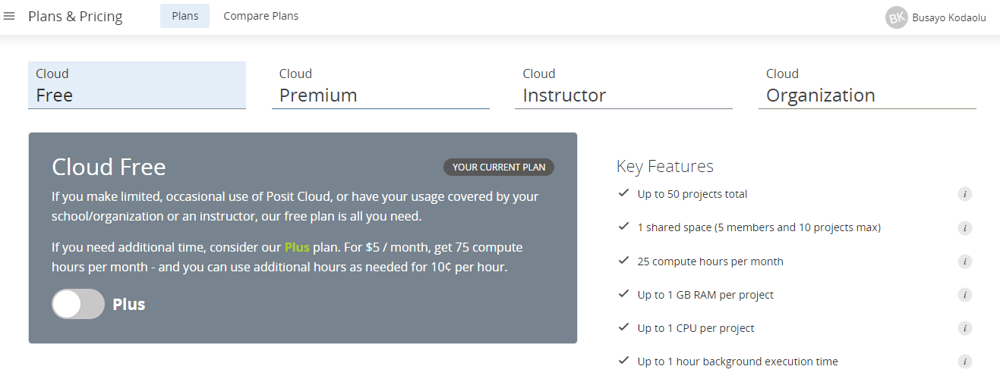 Plans & Pricing
Plans
Compare Plans
BK
Busayo Kodaolu
Cloud
Free
Cloud
Premium
Cloud
Instructor
Cloud
Organization
Cloud Free
YOUR CURRENT PLAN
If you make limited, occasional use of Posit Cloud, or have your usage covered by your
school/organization or an instructor, our free plan is all you need.
If you need additional time, consider our Plus plan. For $5 / month, get 75 compute
hours per month - and you can use additional hours as needed for 10¢ per hour.
Plus
Key Features
Up to 50 projects total
i
1 shared space (5 members and 10 projects max)
i
25 compute hours per month
i
Up to 1 GB RAM per project
i
Up to 1 CPU per project
i
Up to 1 hour background execution time
i